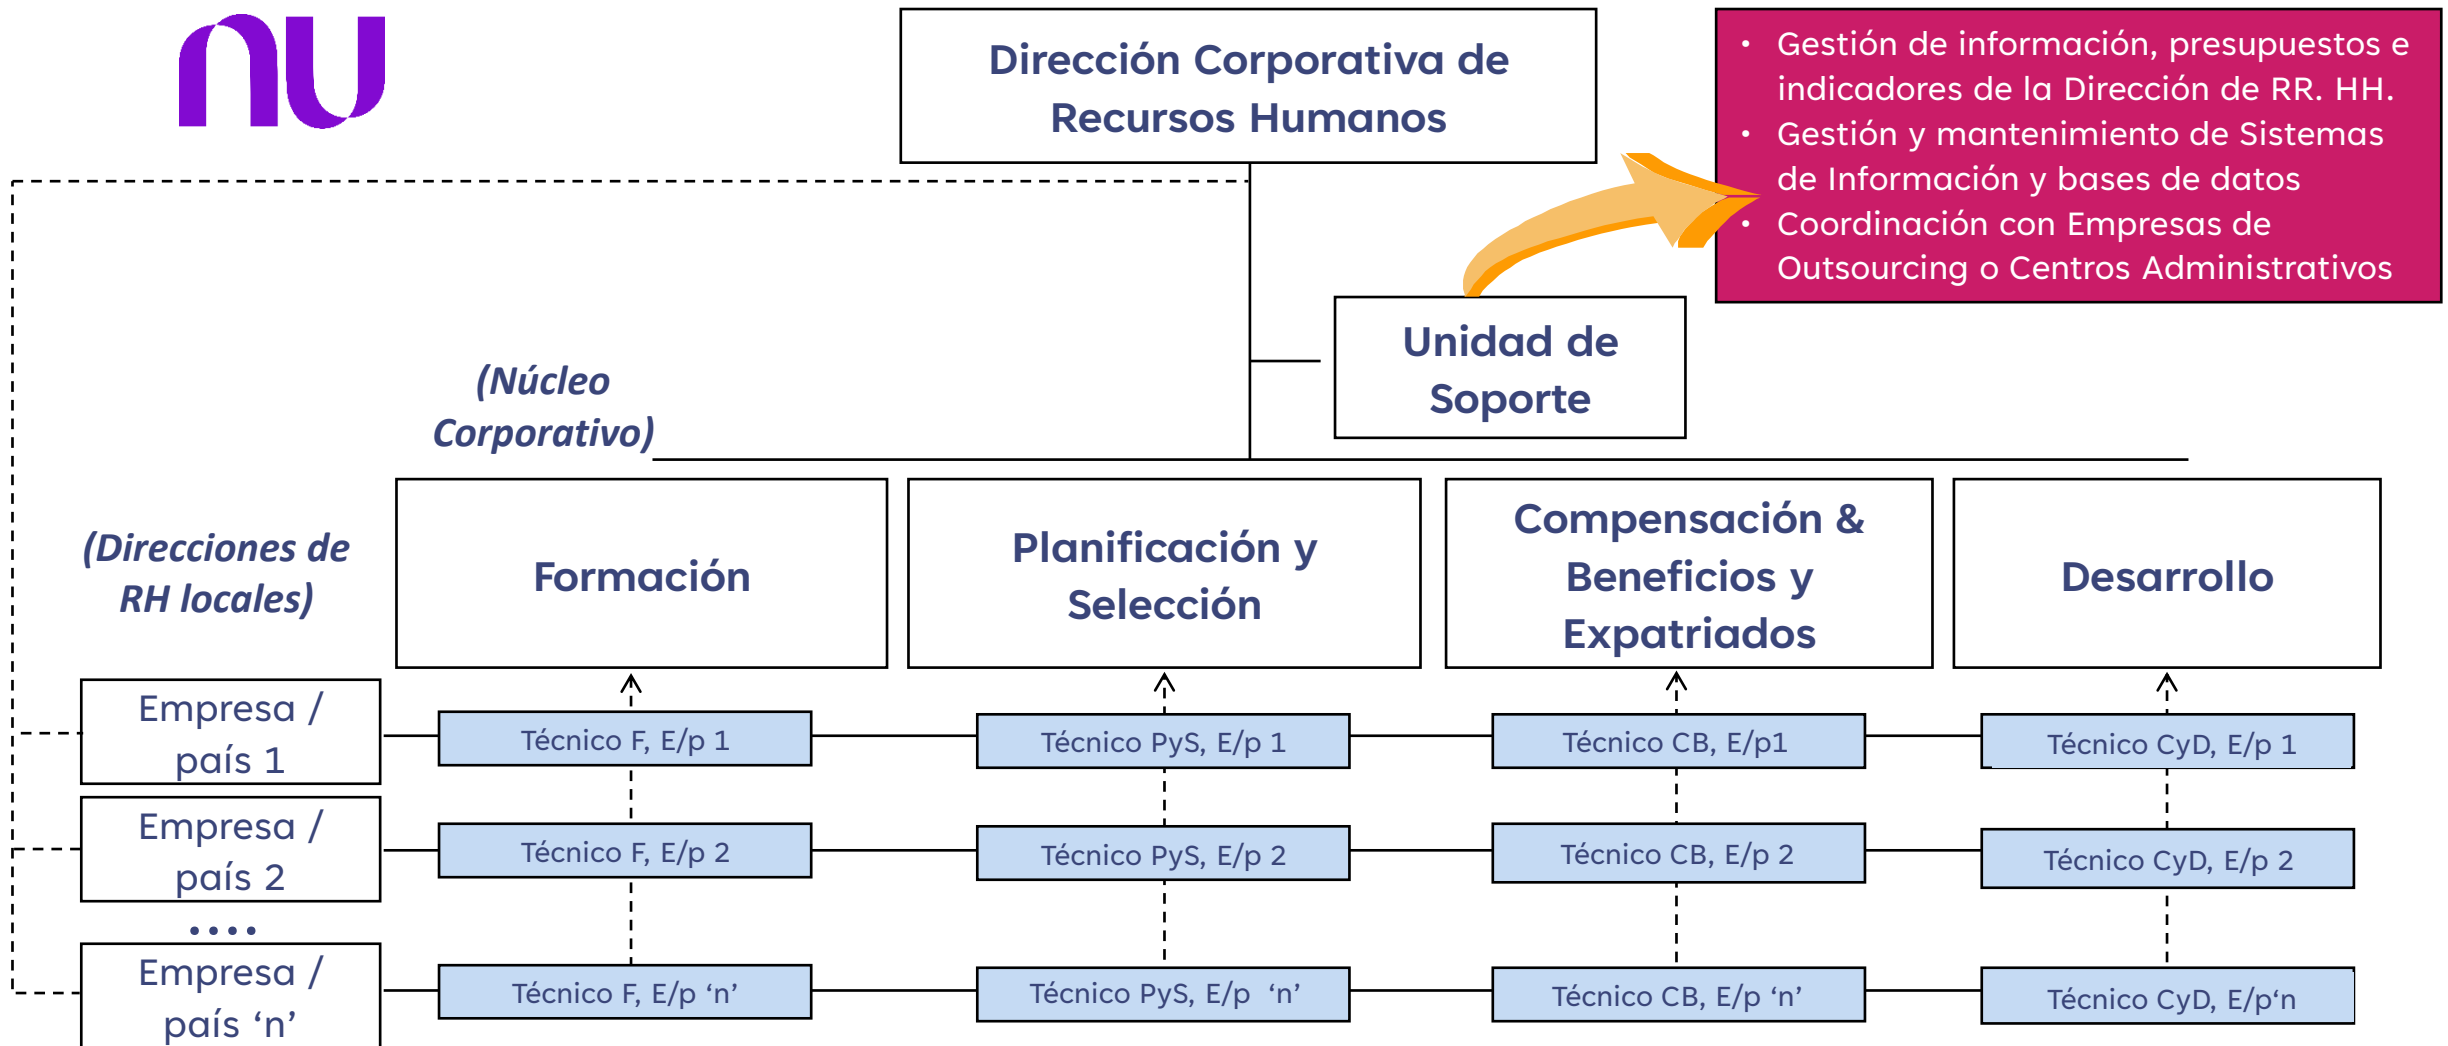 nu
Dirección Corporativa de
Recursos Humanos
• Gestión de información, presupuestos e
indicadores de la Dirección de RR. HH.
• Gestión y mantenimiento de Sistemas
de Información y bases de datos
• Coordinación con Empresas de
Outsourcing o Centros Administrativos
Unidad de
Soporte
(Núcleo
Corporativo)
(Direcciones de
RH locales)
Formación
Planificación y
Selección
Compensación &
Beneficios y
Expatriados
Desarrollo
Empresa /
país 1
Técnico F, E/p 1
Técnico PyS, E/p 1
Técnico CB, E/p1
Técnico CyD, E/p 1
Empresa /
país 2
Técnico F, E/p 2
Técnico PyS, E/p 2
Técnico CB, E/p 2
Técnico CyD, E/p 2
....
Empresa /
país ‘n’
Técnico F, E/p ‘n’
Técnico PyS, E/p ‘n’
Técnico CB, E/p ‘n’
Técnico CyD, E/p‘n